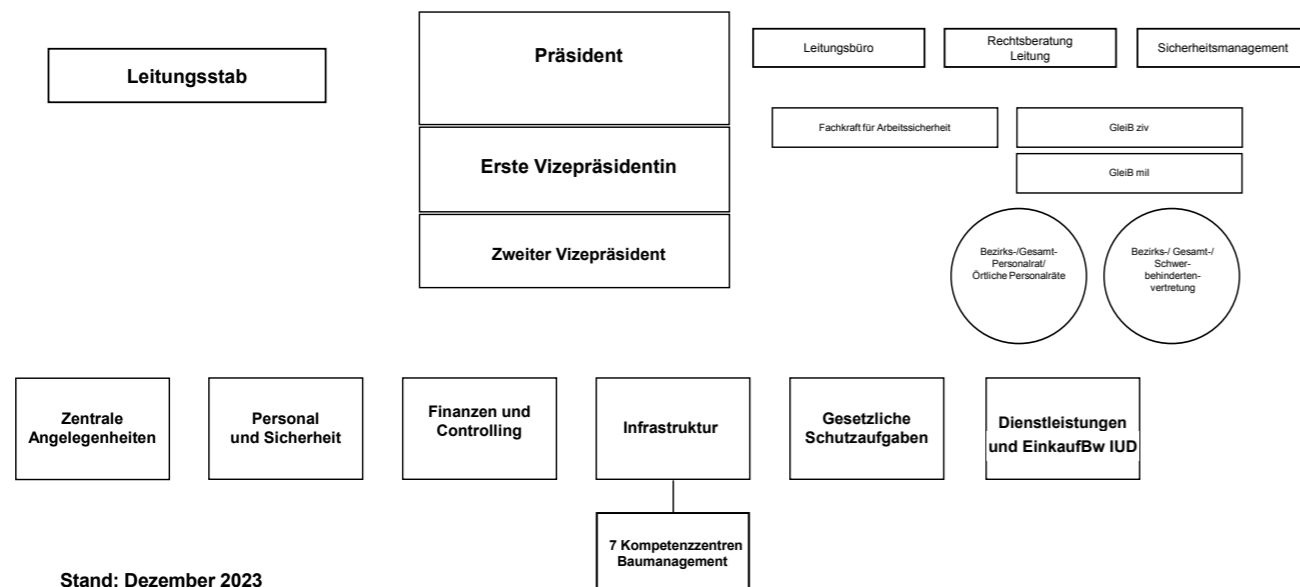 Leitungsstab
Präsident
Erste Vizepräsidentin
Zweiter Vizepräsident
Leitungsbüro
Rechtsberatung
Leitung
Sicherheitsmanagement
Fachkraft für Arbeitssicherheit
GleiB ziv
GleiB mil
Bezirks-/Gesamt-
Personalrat/
Örtliche Personalräte
Bezirks-/ Gesamt-/
Schwer-
behinderten-
vertretung
Zentrale
Angelegenheiten
Personal
und Sicherheit
Finanzen und
Controlling
Infrastruktur
Gesetzliche
Schutzaufgaben
Dienstleistungen
und EinkaufBw IUD
7 Kompetenzzentren
Baumanagement
Stand: Dezember 2023